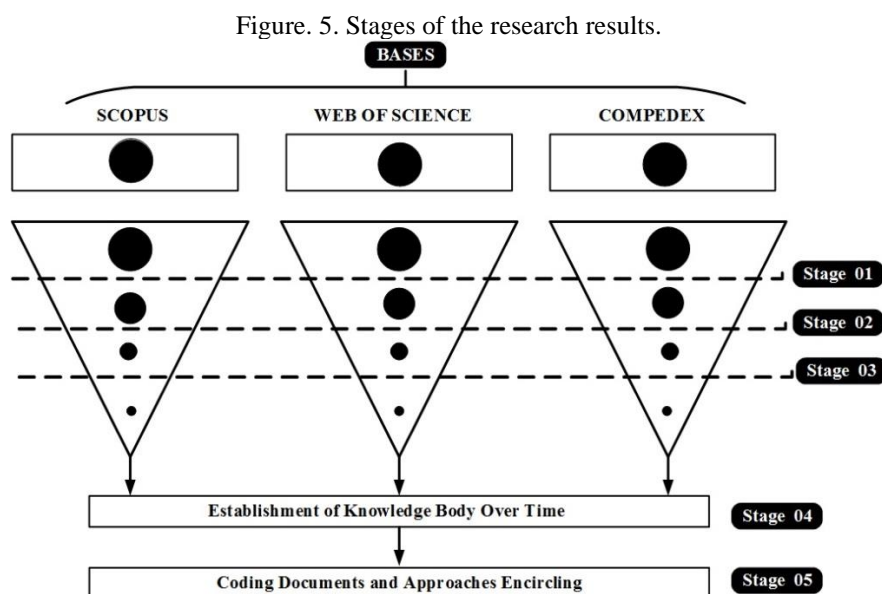 Figure. 5. Stages of the research results.
BASES
SCOPUS WEB OF SCIENCE COMPEDEX
Stage 01
Stage 02
Stage 03
Establishment of Knowledge Body Over Time
Stage 04
Coding Documents and Approaches Encircling
Stage 05